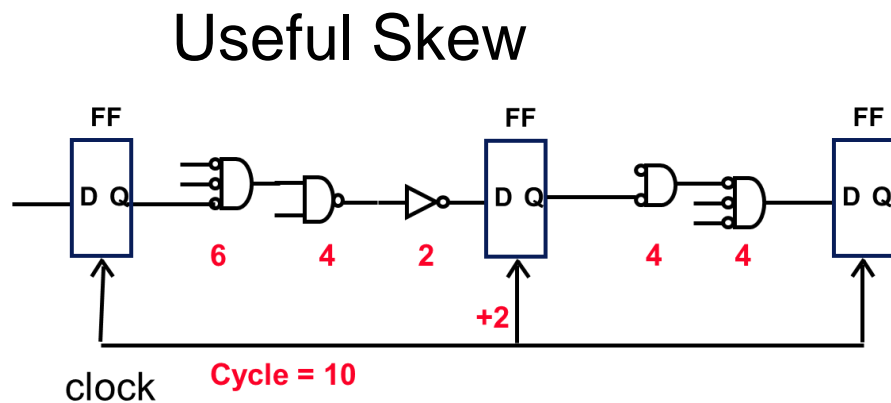 Useful Skew
FF FF FF
D Q D Q D Q
6 4 2 4 4
+2
Cycle = 10
clock